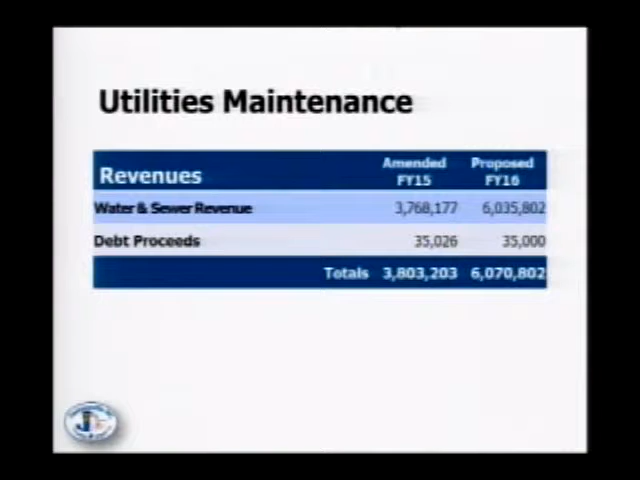 Utilities Maintenance
Revenues Amended FY15 Proposed FY16
Water & Sewer Revenue 3,768,177 6,035,802
Debt Proceeds 35,026 35,000
Totals 3,803,203 6,070,802